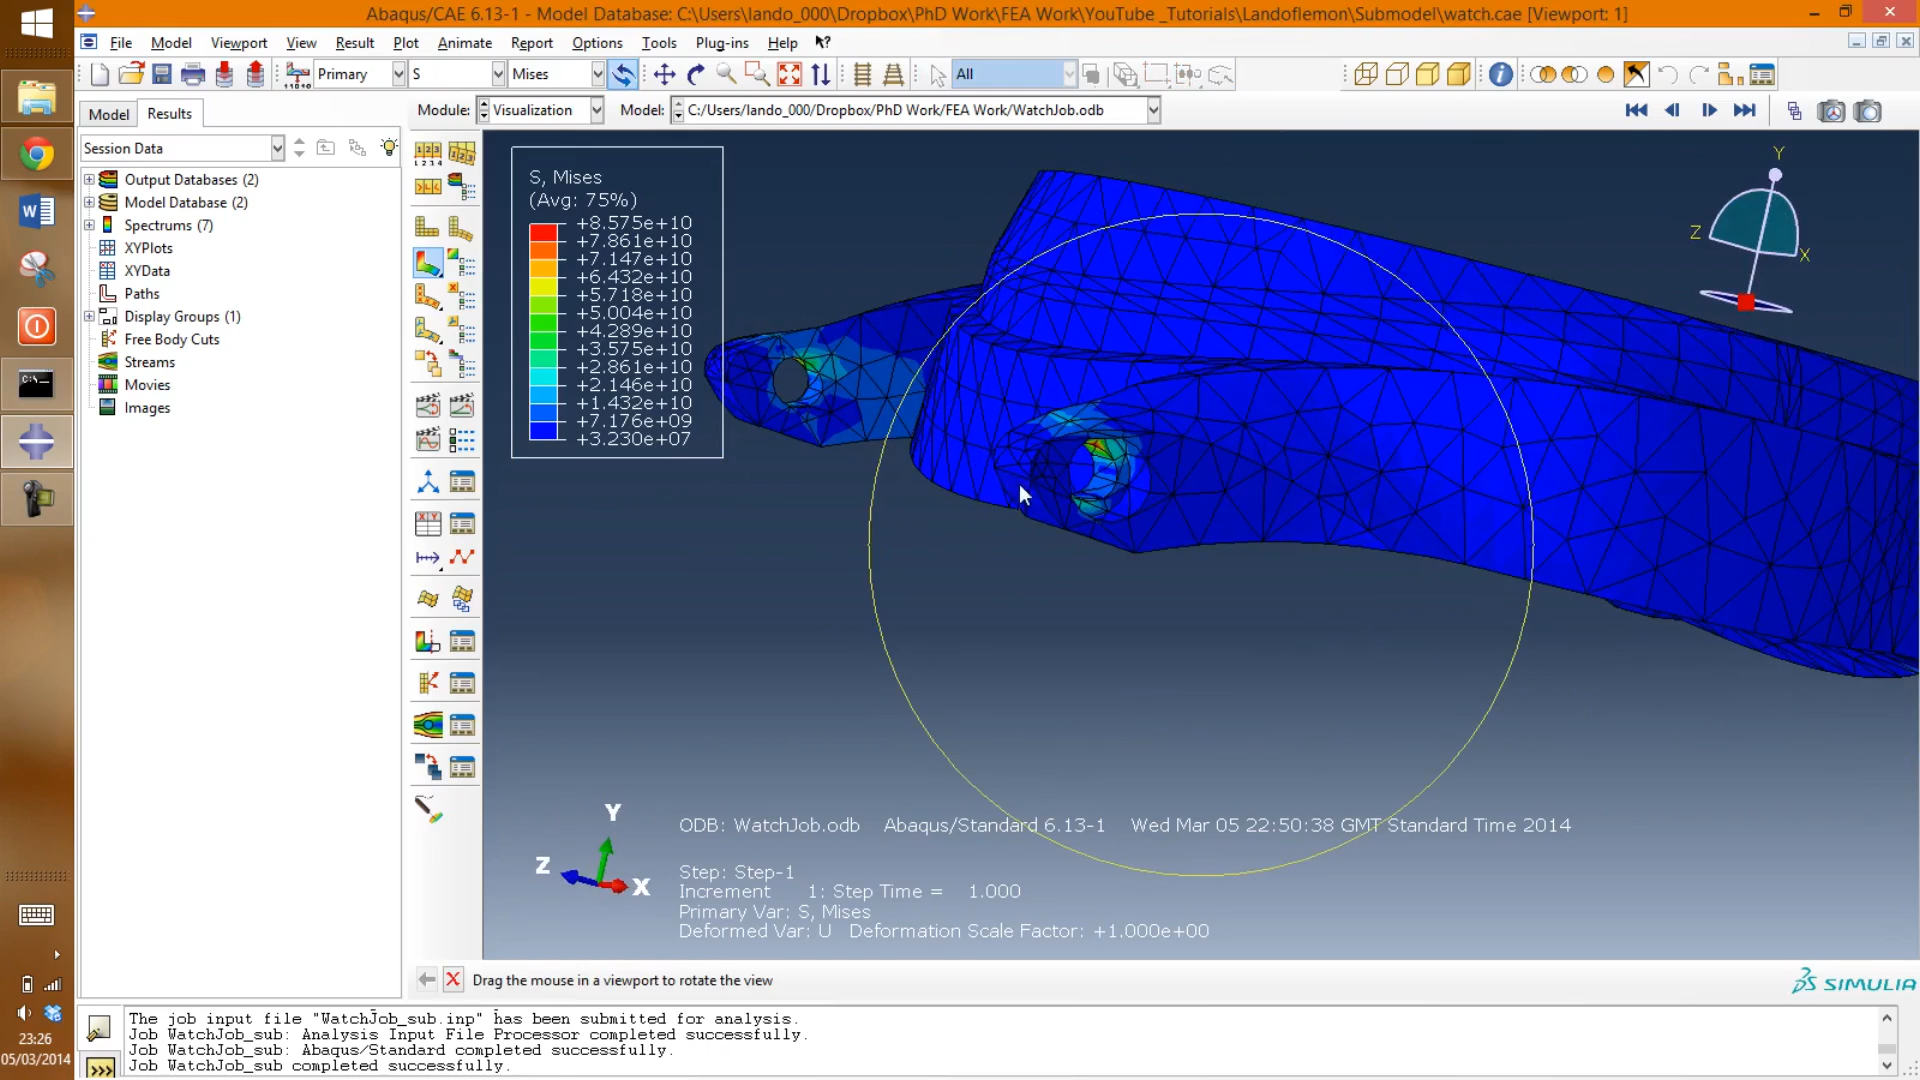 Abaqus/CAE 6.13-1 - Model Database: C:\Users\lando_000\Dropbox\PhD Work\FEA Work\YouTube _Tutorials\Landoflemon\Submodel\watch.cae [Viewport: 1]
File Model Viewport View Result Plot Animate Report Options Tools Plug-ins Help
Primary S Mises All
Model Results
Module: Visualization Model: C:/Users/lando_000/Dropbox/PhD Work/FEA Work/WatchJob.odb
Session Data
Output Databases (2)
Model Database (2)
Spectrums (7)
XYPlots
XYData
Paths
Display Groups (1)
Free Body Cuts
Streams
Movies
Images
S, Mises
(Avg: 75%)
+8.575e+10
+7.861e+10
+7.147e+10
+6.432e+10
+5.718e+10
+5.004e+10
+4.289e+10
+3.575e+10
+2.861e+10
+2.146e+10
+1.432e+10
+7.176e+09
+3.230e+07
Y
Z
X
Y
Z
X
ODB: WatchJob.odb Abaqus/Standard 6.13-1 Wed Mar 05 22:50:38 GMT Standard Time 2014
Step: Step-1
Increment 1: Step Time = 1.000
Primary Var: S, Mises
Deformed Var: U Deformation Scale Factor: +1.000e+00
Drag the mouse in a viewport to rotate the view
SIMULIA
The job input file "WatchJob_sub.inp" has been submitted for analysis.
Job WatchJob_sub: Analysis Input File Processor completed successfully.
Job WatchJob_sub: Abaqus/Standard completed successfully.
Job WatchJob_sub completed successfully.
23:26
05/03/2014